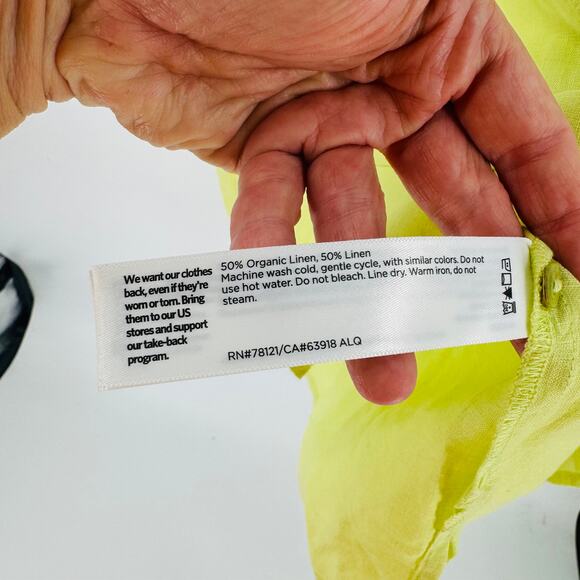 We want our clothes
back, even if they're
worn or torn. Bring
them to our US
stores and support
our take-back
program.
50% Organic Linen, 50% Linen
Machine wash cold, gentle cycle, with similar colors. Do not
use hot water. Do not bleach. Line dry. Warm iron, do not
steam.
RN#78121/CA#63918 ALQ